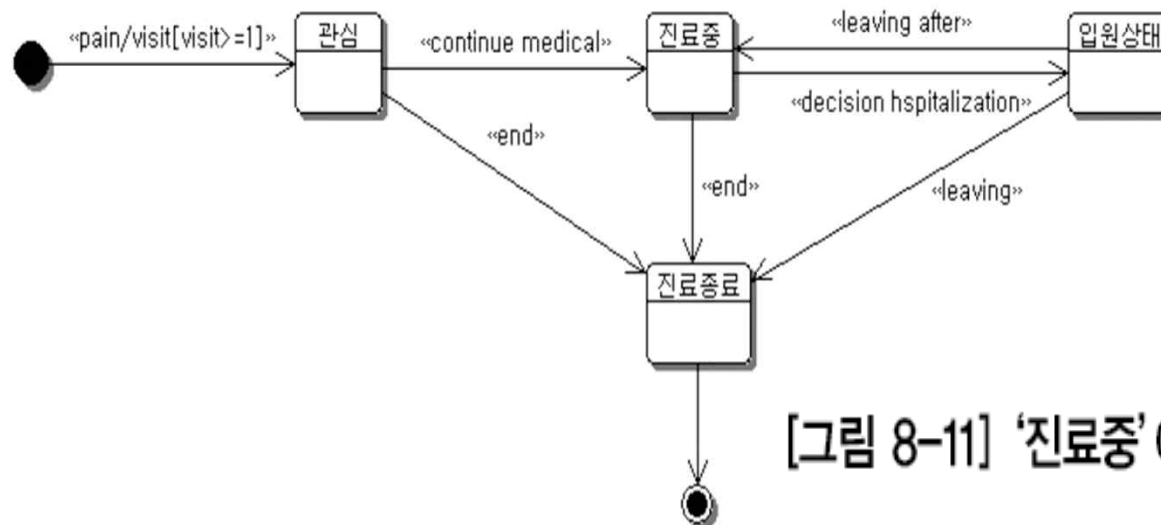 «pain/visit[visit>=1]»
관심
«continue medical»
진료중
«leaving after»
입원상태
«decision hspitalization»
«end»
«end»
«leaving»
진료종료
[그림 8-11] ‘진료중’